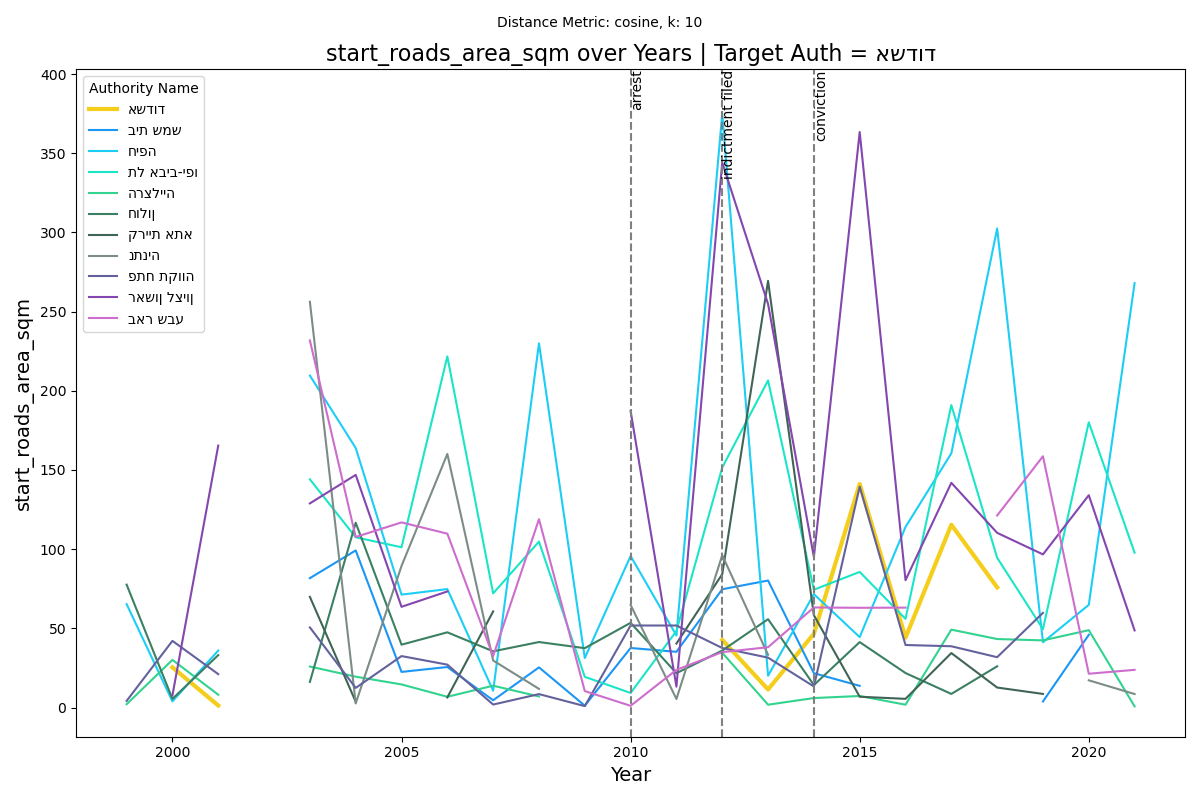 Distance Metric: cosine, k: 10
start_roads_area_sqm over Years | Target Auth = אשדוד
Authority Name
אשדוד
בית שמש
חיפה
תל אביב-יפו
הרצלייה
חולון
קריית אתא
נתניה
פתח תקווה
ראשון לציון
באר שבע
arrest
indictment filed
conviction
400
350
300
250
200
150
100
50
0
start_roads_area_sqm
2000
2005
2010
2015
2020
Year